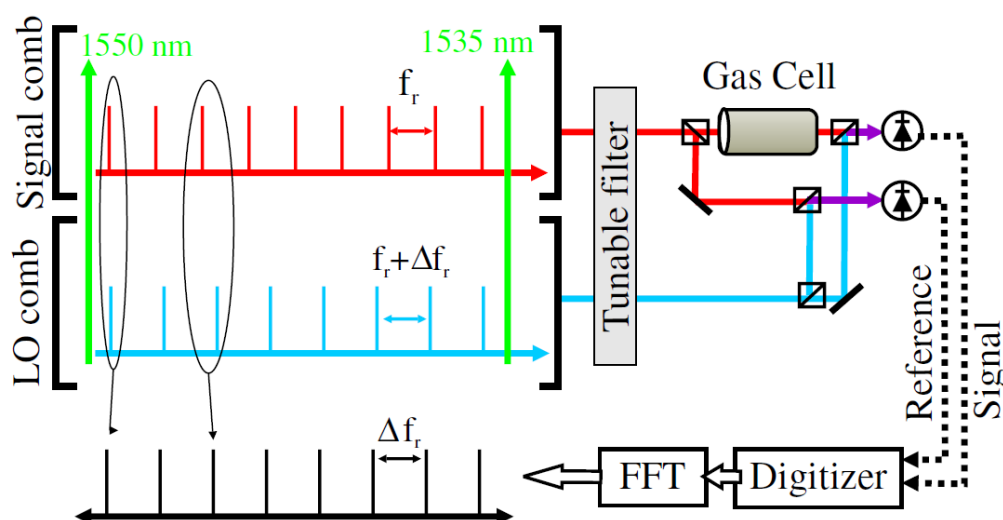 Signal comb
1550 nm
1535 nm
f_r
Gas Cell
Tunable filter
LO comb
f_r+Δf_r
Reference
Signal
Δf_r
FFT
Digitizer